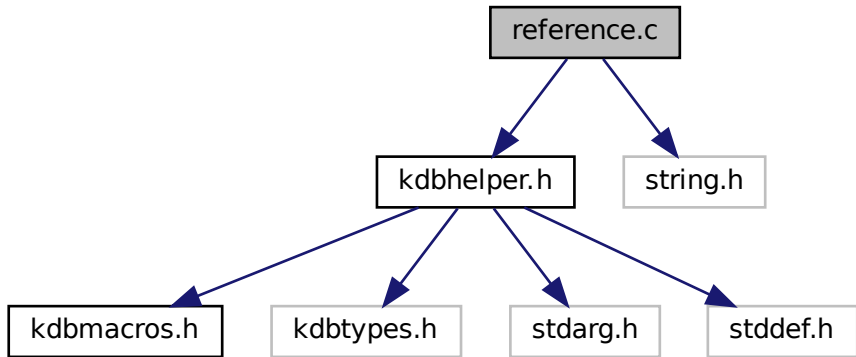 reference.c
kdbhelper.h
string.h
kdbmacros.h
kdbtypes.h
stdarg.h
stddef.h